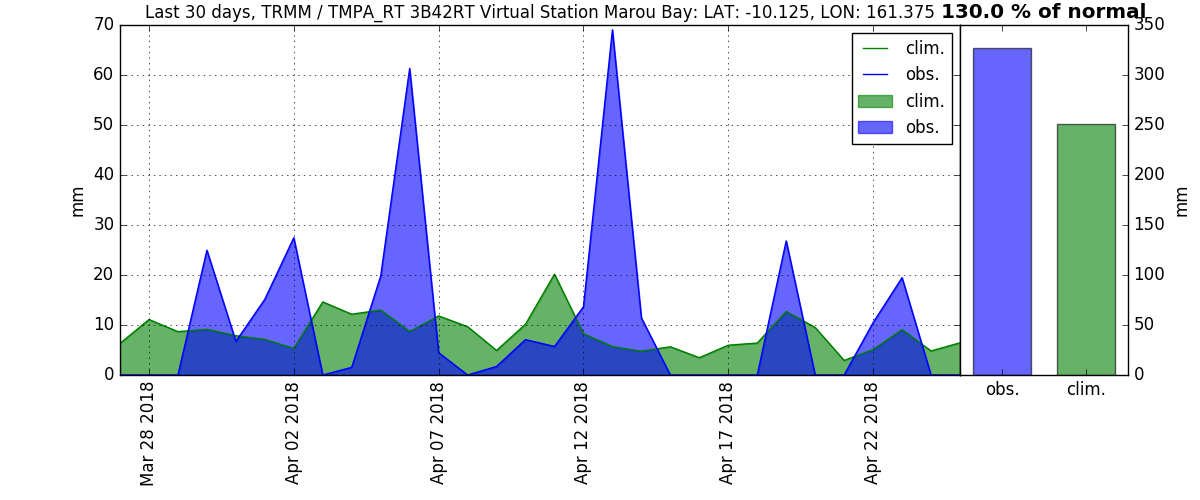 Last 30 days, TRMM / TMPA_RT 3B42RT Virtual Station Marou Bay: LAT: -10.125, LON: 161.375 130.0 % of normal
70
60
50
40
30
20
10
0
mm
clim.
obs.
clim.
obs.
350
300
250
200
150
100
50
0
mm
Mar 28 2018
Apr 02 2018
Apr 07 2018
Apr 12 2018
Apr 17 2018
Apr 22 2018
obs.
clim.